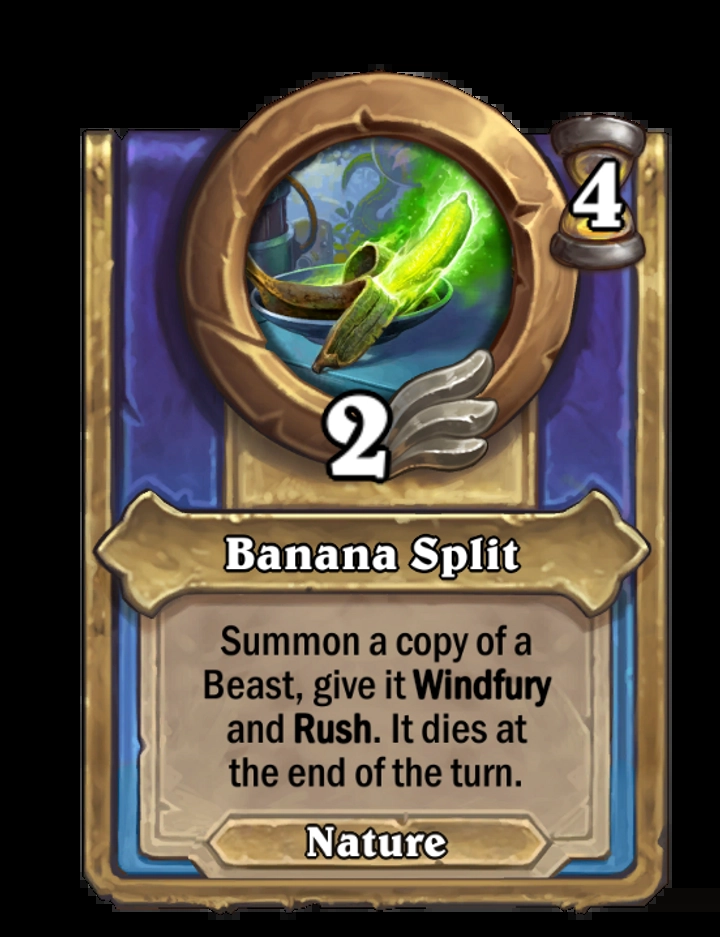 4
2
Banana Split
Summon a copy of a
Beast, give it Windfury
and Rush. It dies at
the end of the turn.
Nature